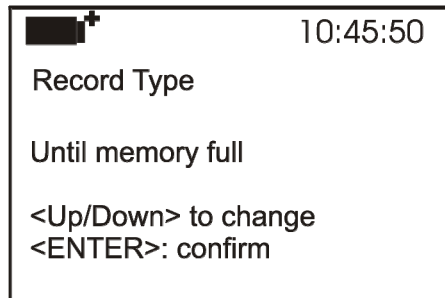 10:45:50
Record Type
Until memory full
<Up/Down> to change
<ENTER>: confirm